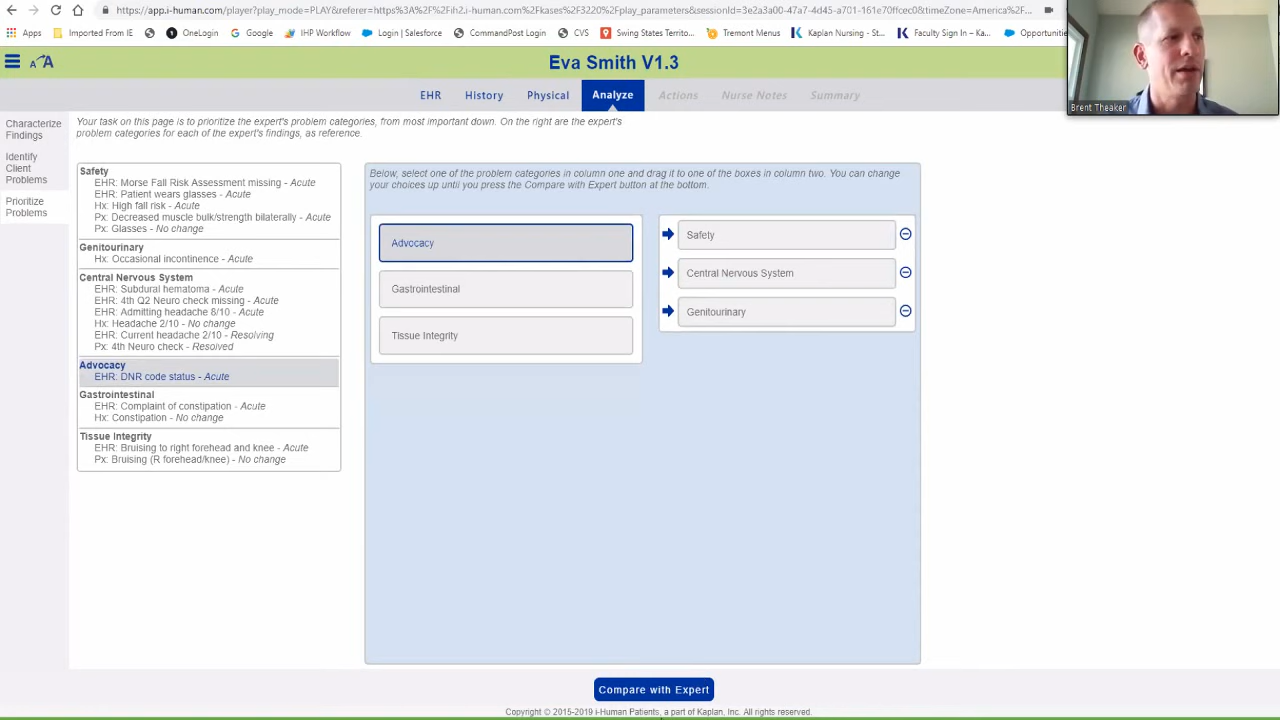 https://www.app.i-human.com/player?play_mode=PLAY&referer=https%3A%2F%2Fih2.i-human.com%2Fkases%2F3220%2Fplay_parameters&sessionId=3e2a3a00-47a7-4d45-a701-161e70ffcec0&timeZone=America%2F...
Apps
Imported From IE
OneLogin
Google
IHP Workflow
Login | Salesforce
CommandPost Login
CVS
Swing States Territo...
Tremont Menus
Kaplan Nursing - St...
Faculty Sign In – Ka...
Opportunities
Brent Theaker
AA
Eva Smith V1.3
EHR
History
Physical
Analyze
Actions
Nurse Notes
Summary
Characterize
Findings
Identify
Client
Problems
Prioritize
Problems
Your task on this page is to prioritize the expert's problem categories, from most important down. On the right are the expert's
problem categories for each of the expert's findings, as reference.
Safety
EHR: Morse Fall Risk Assessment missing - Acute
EHR: Patient wears glasses - Acute
Hx: High fall risk - Acute
Px: Decreased muscle bulk/strength bilaterally - Acute
Px: Glasses - No change
Genitourinary
Hx: Occasional incontinence - Acute
Central Nervous System
EHR: Subdural hematoma - Acute
EHR: 4th Q2 Neuro check missing - Acute
EHR: Admitting headache 8/10 - Acute
Hx: Headache 2/10 - No change
EHR: Current headache 2/10 - Resolving
Px: 4th Neuro check - Resolved
Advocacy
EHR: DNR code status - Acute
Gastrointestinal
EHR: Complaint of constipation - Acute
Hx: Constipation - No change
Tissue Integrity
EHR: Bruising to right forehead and knee - Acute
Px: Bruising (R forehead/knee) - No change
Below, select one of the problem categories in column one and drag it to one of the boxes in column two. You can change
your choices up until you press the Compare with Expert button at the bottom.
Advocacy
Gastrointestinal
Tissue Integrity
Safety
Central Nervous System
Genitourinary
Compare with Expert
Copyright © 2015-2019 i-Human Patients, a part of Kaplan, Inc. All rights reserved.